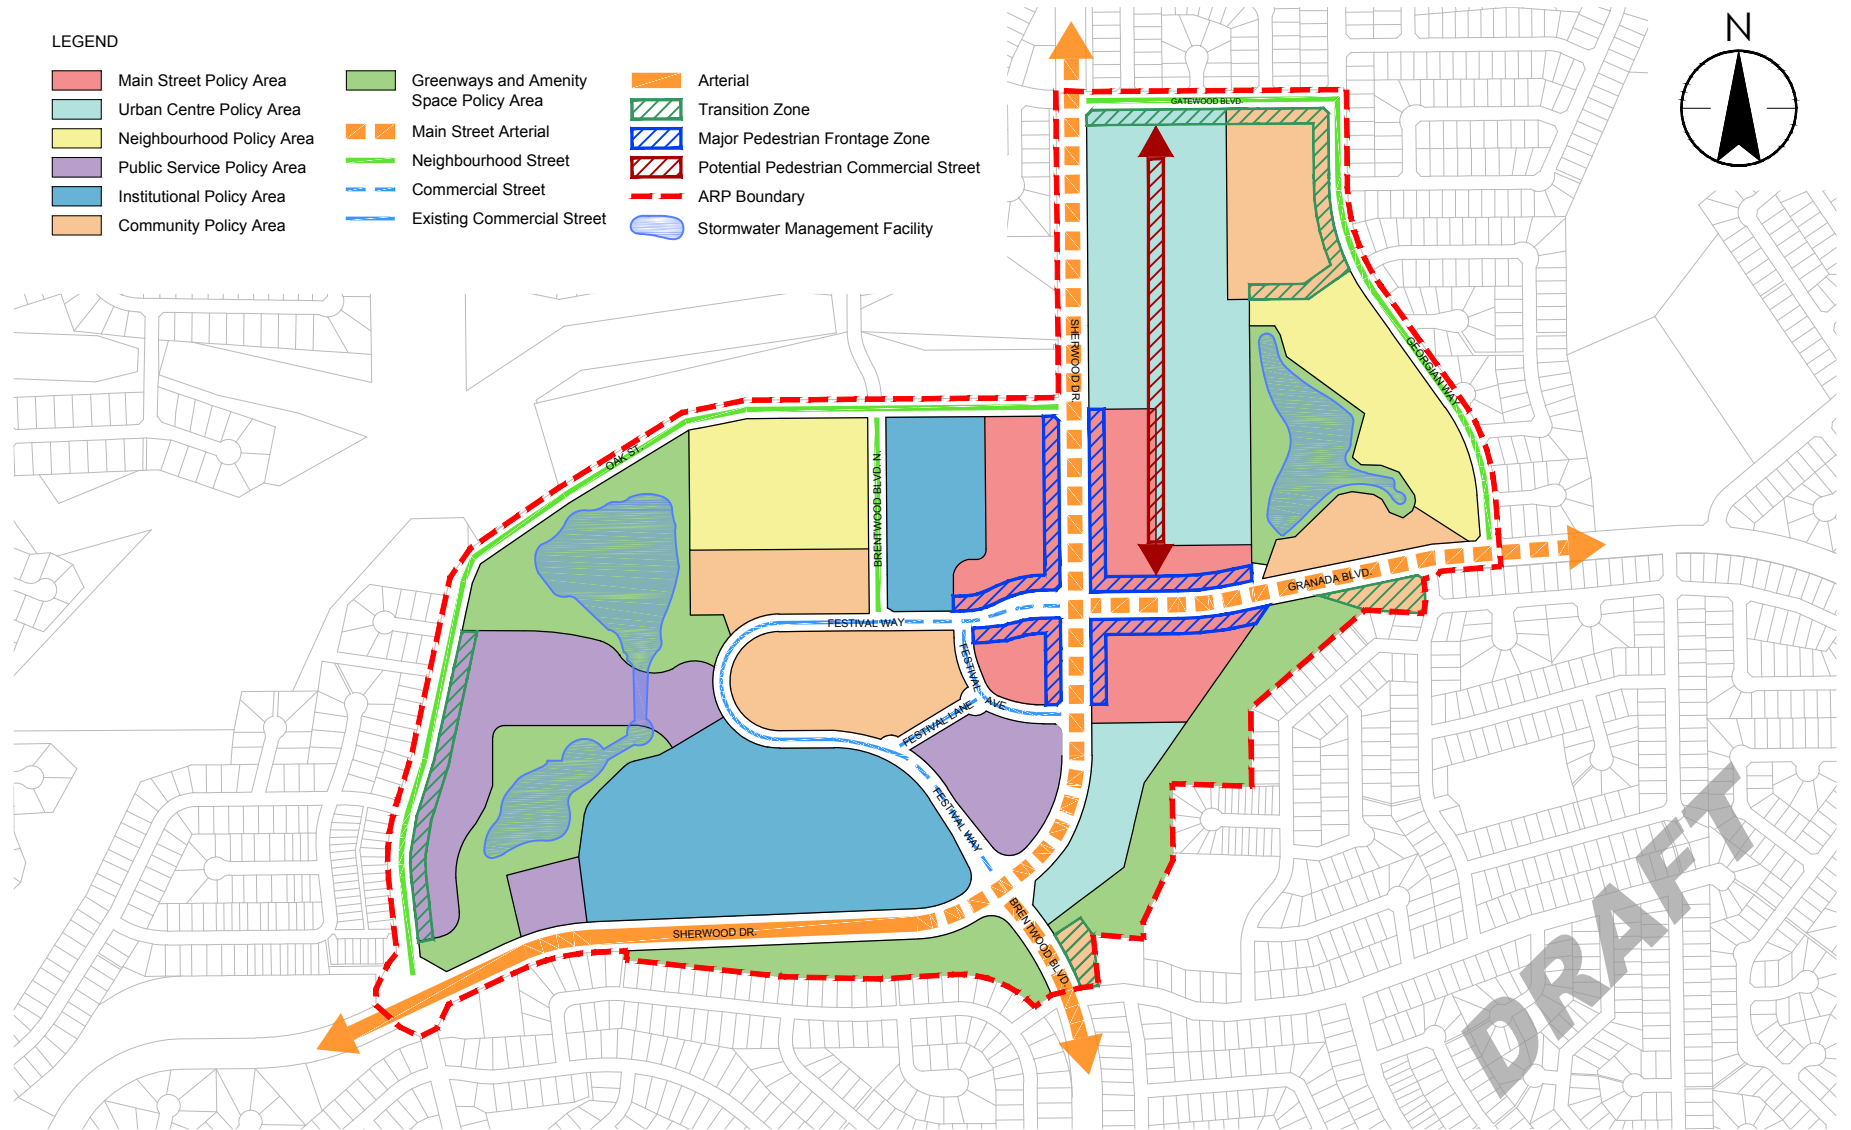 LEGEND
Main Street Policy Area
Urban Centre Policy Area
Neighbourhood Policy Area
Public Service Policy Area
Institutional Policy Area
Community Policy Area
Greenways and Amenity
Space Policy Area
Main Street Arterial
Neighbourhood Street
Commercial Street
Existing Commercial Street
Arterial
Transition Zone
Major Pedestrian Frontage Zone
Potential Pedestrian Commercial Street
ARP Boundary
Stormwater Management Facility
N
GATEWOOD BLVD.
SHERWOOD DR.
GEORGIAN WAY
OAK ST.
BRENTWOOD BLVD. N.
GRANADA BLVD.
FESTIVAL WAY
FESTIVAL AVE
FESTIVAL LANE
FESTIVAL WAY
SHERWOOD DR.
BRENTWOOD BLVD.
DRAFT